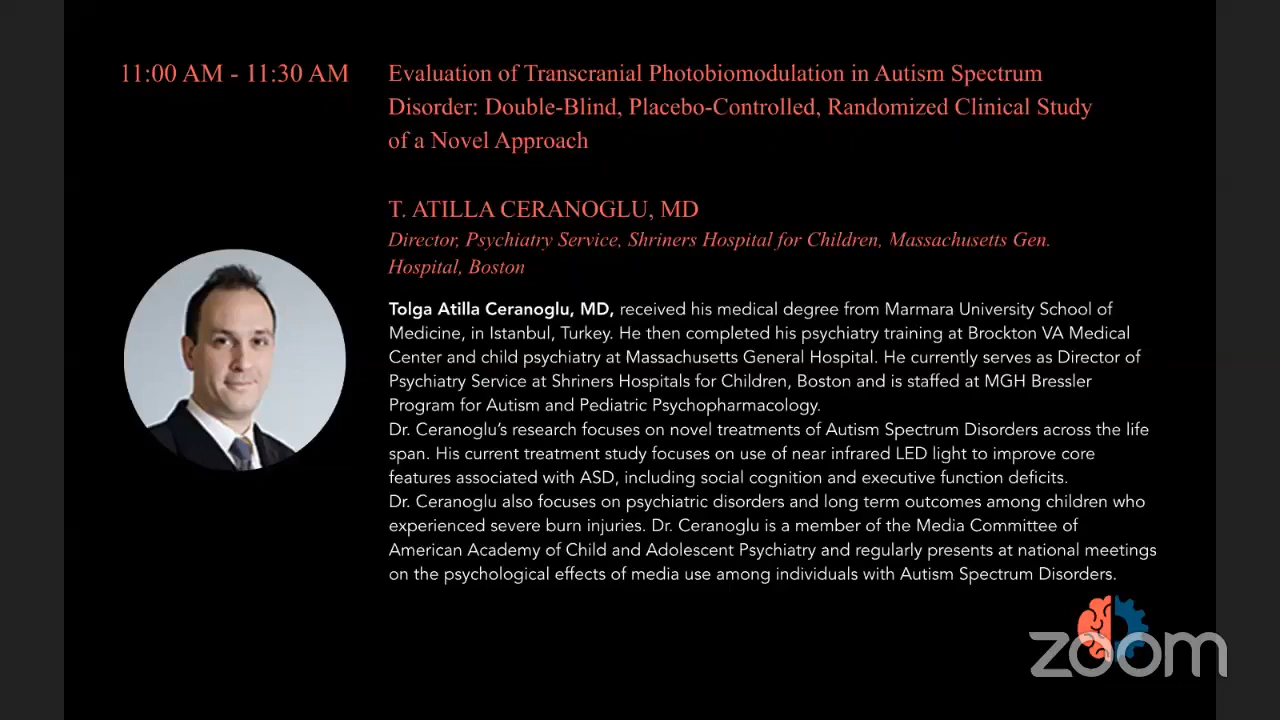 11:00 AM - 11:30 AM
Evaluation of Transcranial Photobiomodulation in Autism Spectrum
Disorder: Double-Blind, Placebo-Controlled, Randomized Clinical Study
of a Novel Approach
T. ATILLA CERANOGLU, MD
Director, Psychiatry Service, Shriners Hospital for Children, Massachusetts Gen.
Hospital, Boston
Tolga Atilla Ceranoglu, MD, received his medical degree from Marmara University School of
Medicine, in Istanbul, Turkey. He then completed his psychiatry training at Brockton VA Medical
Center and child psychiatry at Massachusetts General Hospital. He currently serves as Director of
Psychiatry Service at Shriners Hospitals for Children, Boston and is staffed at MGH Bressler
Program for Autism and Pediatric Psychopharmacology.
Dr. Ceranoglu’s research focuses on novel treatments of Autism Spectrum Disorders across the life
span. His current treatment study focuses on use of near infrared LED light to improve core
features associated with ASD, including social cognition and executive function deficits.
Dr. Ceranoglu also focuses on psychiatric disorders and long term outcomes among children who
experienced severe burn injuries. Dr. Ceranoglu is a member of the Media Committee of
American Academy of Child and Adolescent Psychiatry and regularly presents at national meetings
on the psychological effects of media use among individuals with Autism Spectrum Disorders.
zoom